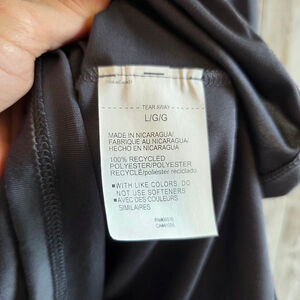 TEAR AWAY
L/G/G
MADE IN NICARAGUA/
FABRIQUE AU NICARAGUA/
HECHO EN NICARAGUA
100% RECYCLED
POLYESTER/POLYESTER
RECYCLÉ/poliéster reciclado
■WITH LIKE COLORS; DO
NOT USE SOFTENERS
■AVEC DES COULEURS
SIMILAIRES